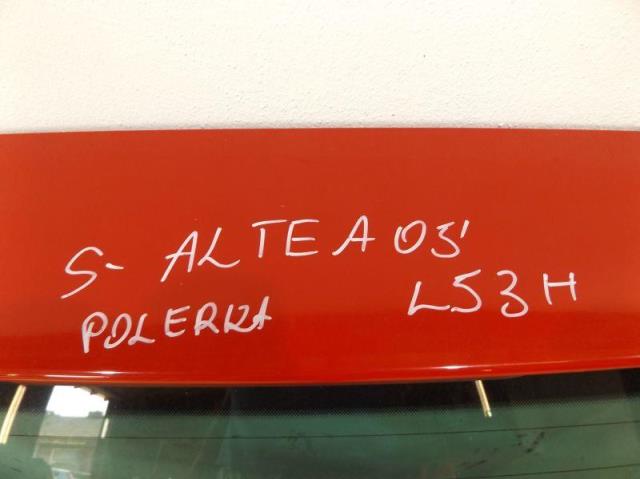 S- ALTEA 05'
POLERKA L53H